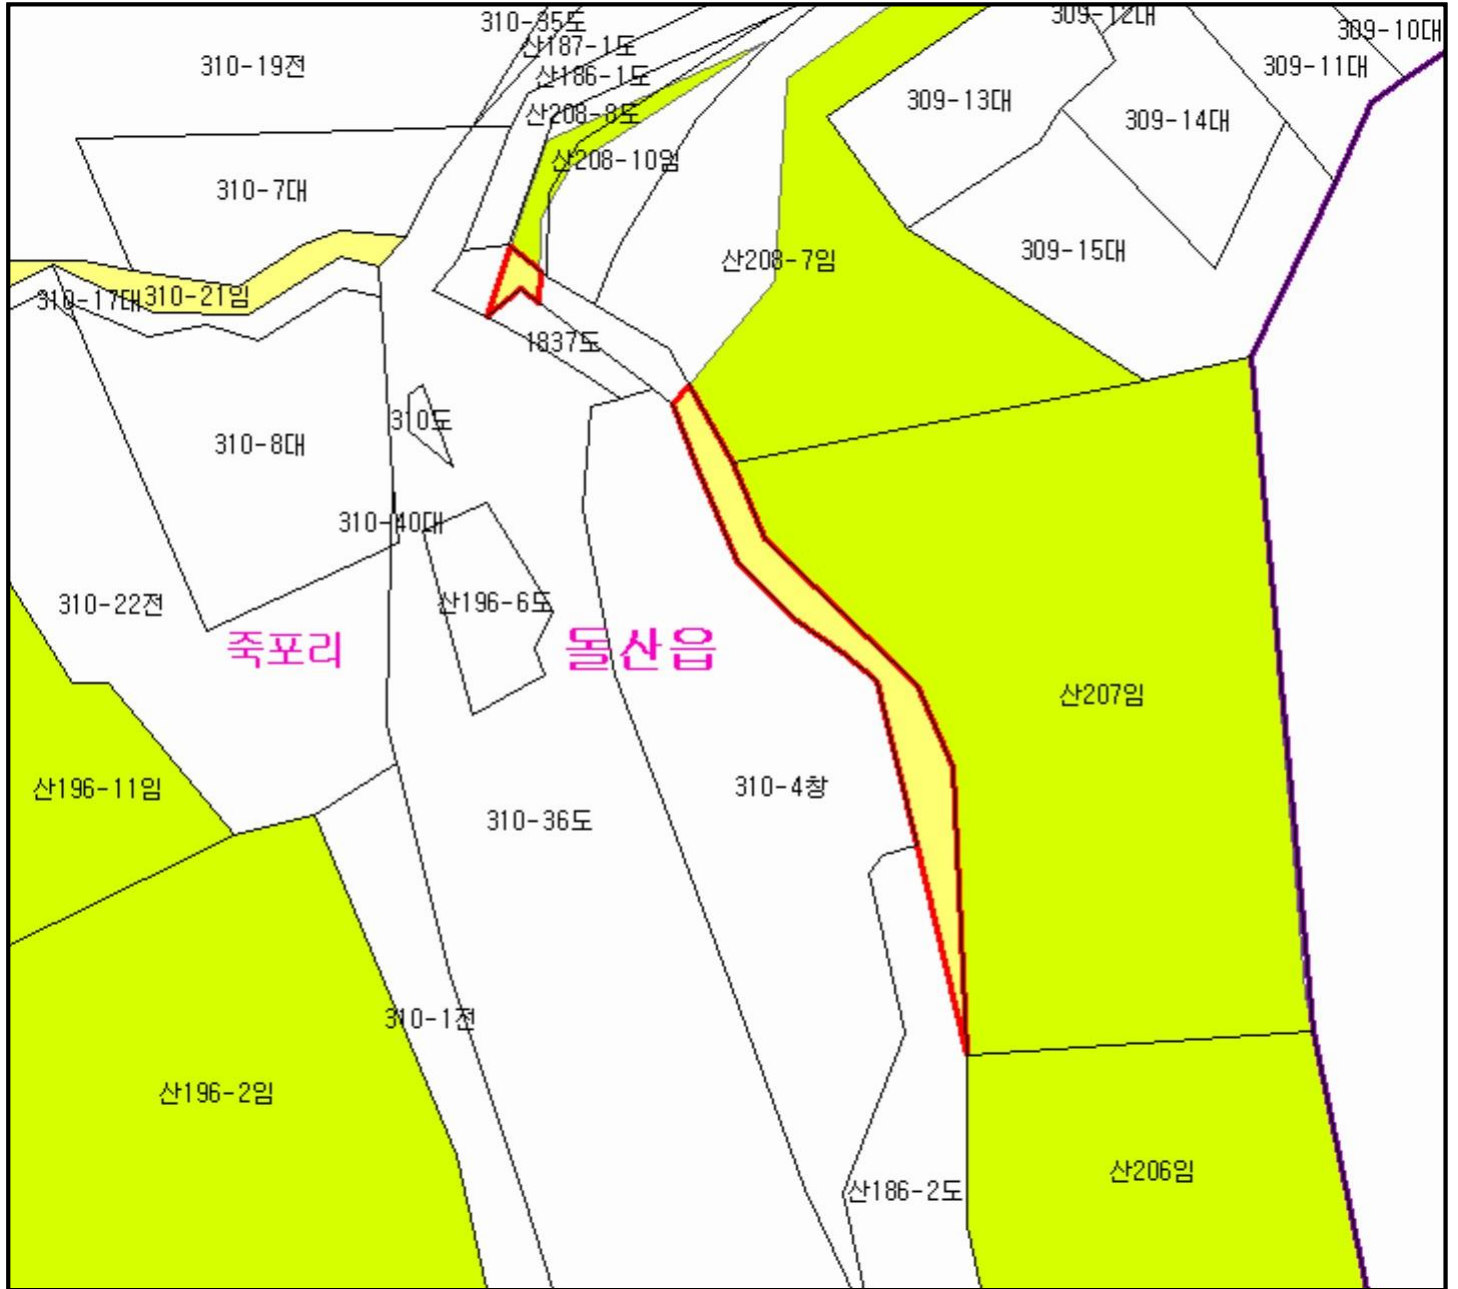 310-35도
309-12대
309-10대
산187-1도
310-19전
산186-1도
309-11대
309-13대
산208-8도
309-14대
산208-10임
310-7대
309-15대
산208-7임
310-17대
310-21임
1837도
310도
310-8대
310-40대
310-22전
산196-6도
죽포리
돌산읍
산207임
산196-11임
310-4창
310-36도
310-1전
산196-2임
산206임
산186-2도